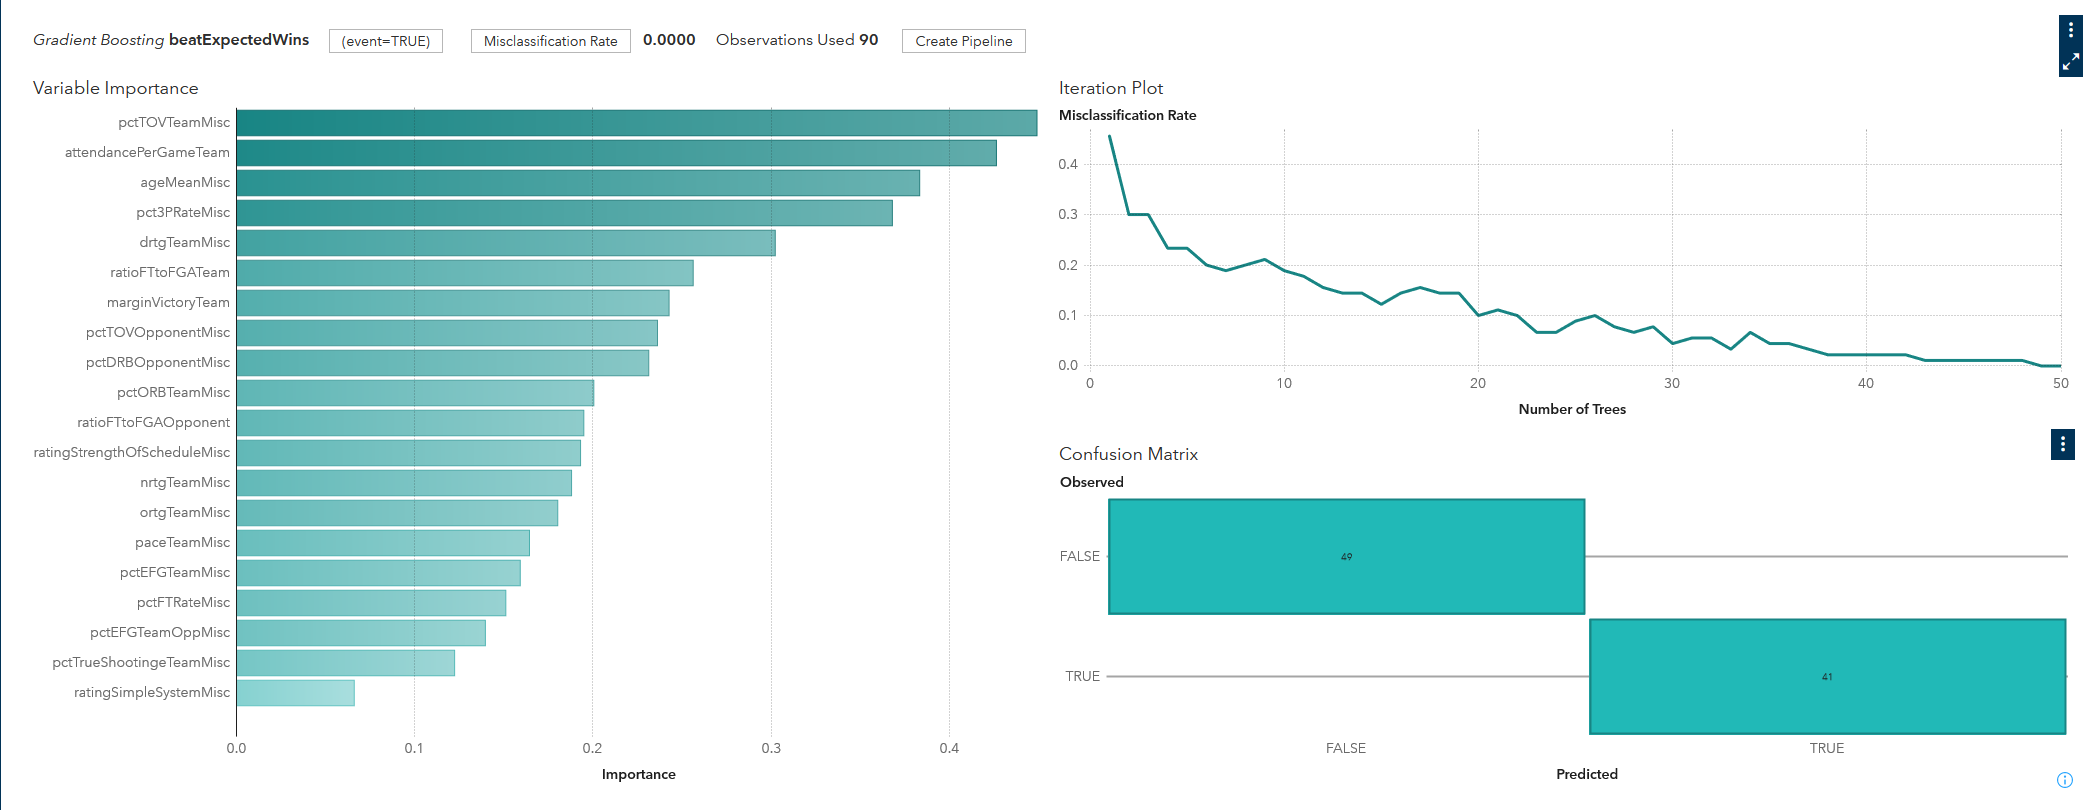 Gradient Boosting beatExpectedWins (event=TRUE) Misclassification Rate 0.0000 Observations Used 90 Create Pipeline
Variable Importance
pctTOVTeamMisc
attendancePerGameTeam
ageMeanMisc
pct3PRateMisc
drtgTeamMisc
ratioFTtoFGATeam
marginVictoryTeam
pctTOVOpponentMisc
pctDRBOpponentMisc
pctORBTeamMisc
ratioFTtoFGAOpponent
ratingStrengthOfScheduleMisc
nrtgTeamMisc
ortgTeamMisc
paceTeamMisc
pctEFGTeamMisc
pctFTRateMisc
pctEFGTeamOppMisc
pctTrueShootingeTeamMisc
ratingSimpleSystemMisc
0.0 0.1 0.2 0.3 0.4
Importance
Iteration Plot
Misclassification Rate
0.4
0.3
0.2
0.1
0.0
0 10 20 30 40 50
Number of Trees
Confusion Matrix
Observed
FALSE 49
TRUE 41
FALSE TRUE
Predicted